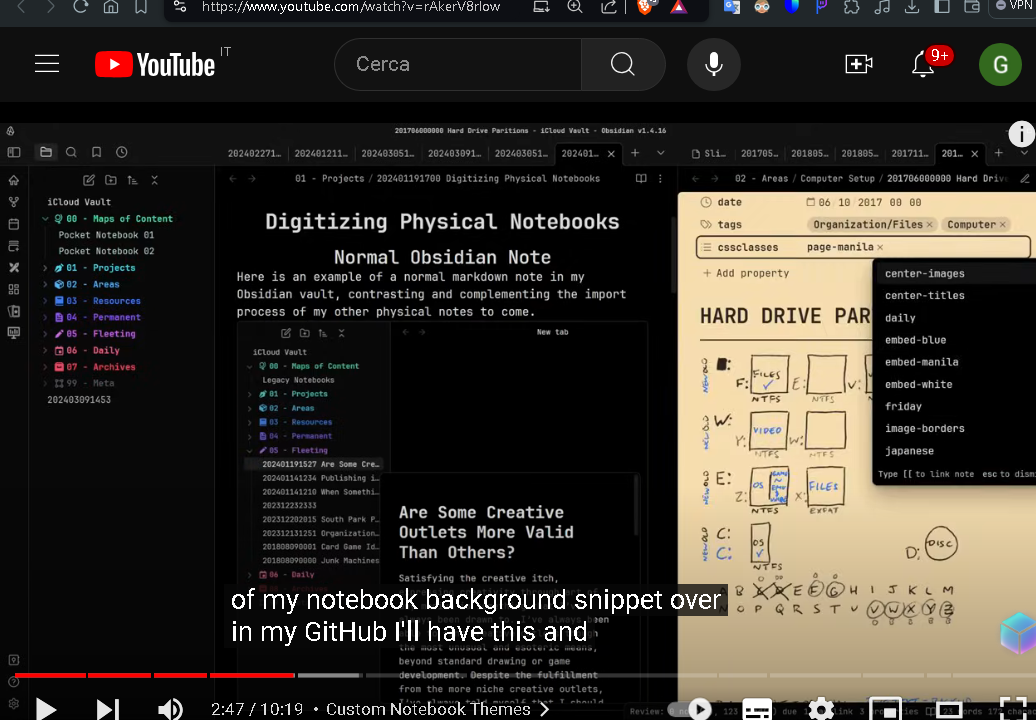 https://www.youtube.com/watch?v=rAkerV8rIow
VPN
YouTube IT
Cerca
9+
G
201706000000 Hard Drive Paritions - iCloud Vault - Obsidian v1.4.16
202402271… 202401211… 202403051… 202403091… 202403051… 202401…
Sli… 201705… 201805… 201805… 201711… 201…
01 - Projects / 202401091700 Digitizing Physical Notebooks
02 - Areas / Computer Setup / 201706000000 Hard Driv
iCloud Vault
00 - Maps of Content
Pocket Notebook 01
Pocket Notebook 02
01 - Projects
02 - Areas
03 - Resources
04 - Permanent
05 - Fleeting
06 - Daily
07 - Archives
99 - Meta
202403091453
Digitizing Physical Notebooks
Normal Obsidian Note
Here is an example of a normal markdown note in my
Obsidian vault, contrasting and complementing the import
process of my other physical notes to come.
New tab
iCloud Vault
00 - Maps of Content
Legacy Notebooks
01 - Projects
02 - Areas
03 - Resources
04 - Permanent
05 - Fleeting
202401191527 Are Some Cre…
202401141234 Publishing i…
202401141210 When Somethi…
202312232333
202312202015 South Park P…
202312131251 Organization…
201808090001 Card Game Id…
201808090000 Junk Machines
06 - Daily
Are Some Creative
Outlets More Valid
Than Others?
Satisfying the creative itch,
the most unusual and esoteric means,
beyond standard drawing or game
development. Despite the fulfillment
from the more niche creative outlets,
date 06 10 2017 00 00
tags Organization/Files Computer
cssclasses page-manila
+ Add property
center-images
center-titles
daily
embed-blue
embed-manila
embed-white
friday
image-borders
japanese
Type [[ to link note esc to dism
HARD DRIVE PAR
F: FILES E: V:
NTFS NTFS
W: Y: VIDEO W:
NTFS NTFS
E: Z: OS X: FILES
NTFS EXFAT
C: OS
C:
NTFS
D: DISC
B X D E F G H I J K L M
O P Q R S T U V W X Y Z
of my notebook background snippet over
in my GitHub I'll have this and
2:47 / 10:19 • Custom Notebook Themes